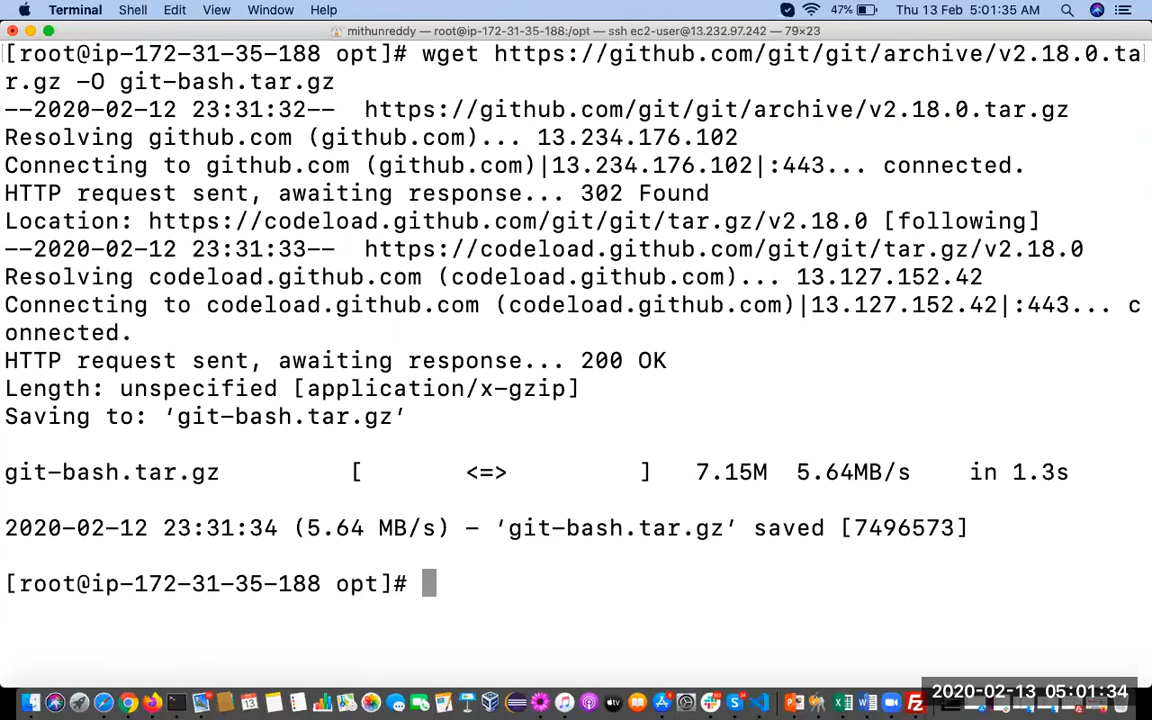 Terminal Shell Edit View Window Help 47% Thu 13 Feb 5:01:35 AM
mithunreddy — root@ip-172-31-35-188:/opt — ssh ec2-user@13.232.97.242 — 79×23
[root@ip-172-31-35-188 opt]# wget https://github.com/git/git/archive/v2.18.0.ta
r.gz -O git-bash.tar.gz
--2020-02-12 23:31:32--  https://github.com/git/git/archive/v2.18.0.tar.gz
Resolving github.com (github.com)... 13.234.176.102
Connecting to github.com (github.com)|13.234.176.102|:443... connected.
HTTP request sent, awaiting response... 302 Found
Location: https://codeload.github.com/git/git/tar.gz/v2.18.0 [following]
--2020-02-12 23:31:33--  https://codeload.github.com/git/git/tar.gz/v2.18.0
Resolving codeload.github.com (codeload.github.com)... 13.127.152.42
Connecting to codeload.github.com (codeload.github.com)|13.127.152.42|:443... c
onnected.
HTTP request sent, awaiting response... 200 OK
Length: unspecified [application/x-gzip]
Saving to: ‘git-bash.tar.gz’
git-bash.tar.gz [ <=> ] 7.15M 5.64MB/s in 1.3s
2020-02-12 23:31:34 (5.64 MB/s) - ‘git-bash.tar.gz’ saved [7496573]
[root@ip-172-31-35-188 opt]#
2020-02-13 05:01:34